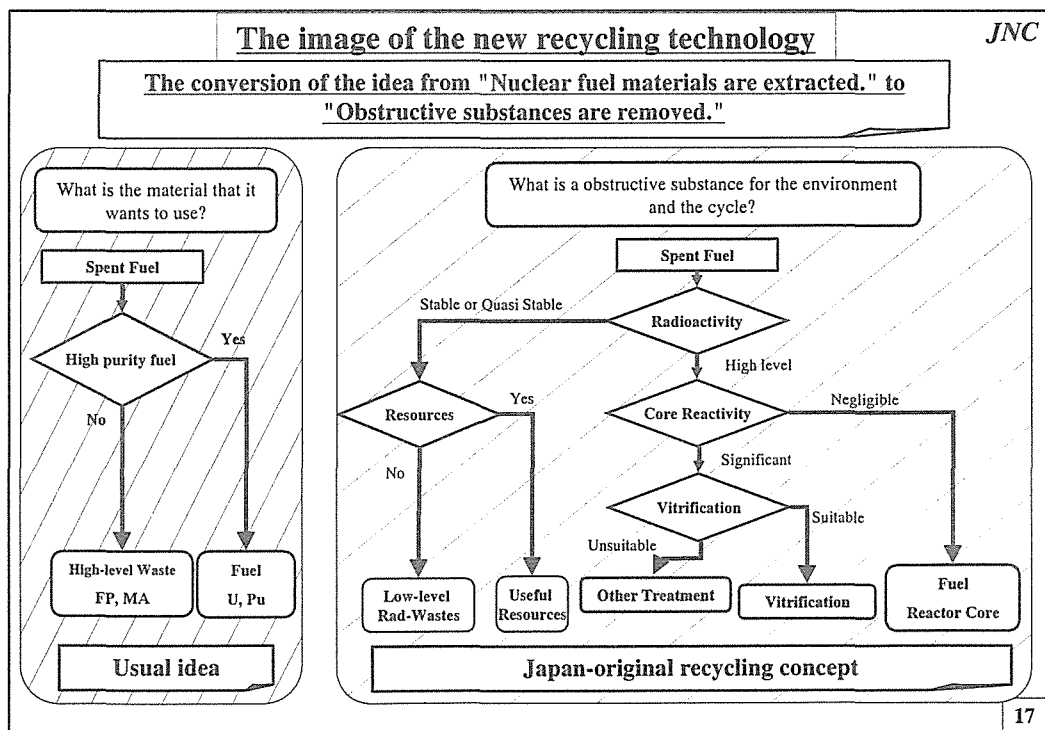 The image of the new recycling technology
JNC
The conversion of the idea from "Nuclear fuel materials are extracted." to
"Obstructive substances are removed."
What is the material that it
wants to use?
Spent Fuel
High purity fuel
Yes
No
High-level Waste
FP, MA
Fuel
U, Pu
Usual idea
What is a obstructive substance for the environment
and the cycle?
Spent Fuel
Stable or Quasi Stable
Radioactivity
High level
Resources
Yes
Core Reactivity
Negligible
No
Significant
Vitrification
Suitable
Unsuitable
Low-level
Rad-Wastes
Useful
Resources
Other Treatment
Vitrification
Fuel
Reactor Core
Japan-original recycling concept
17